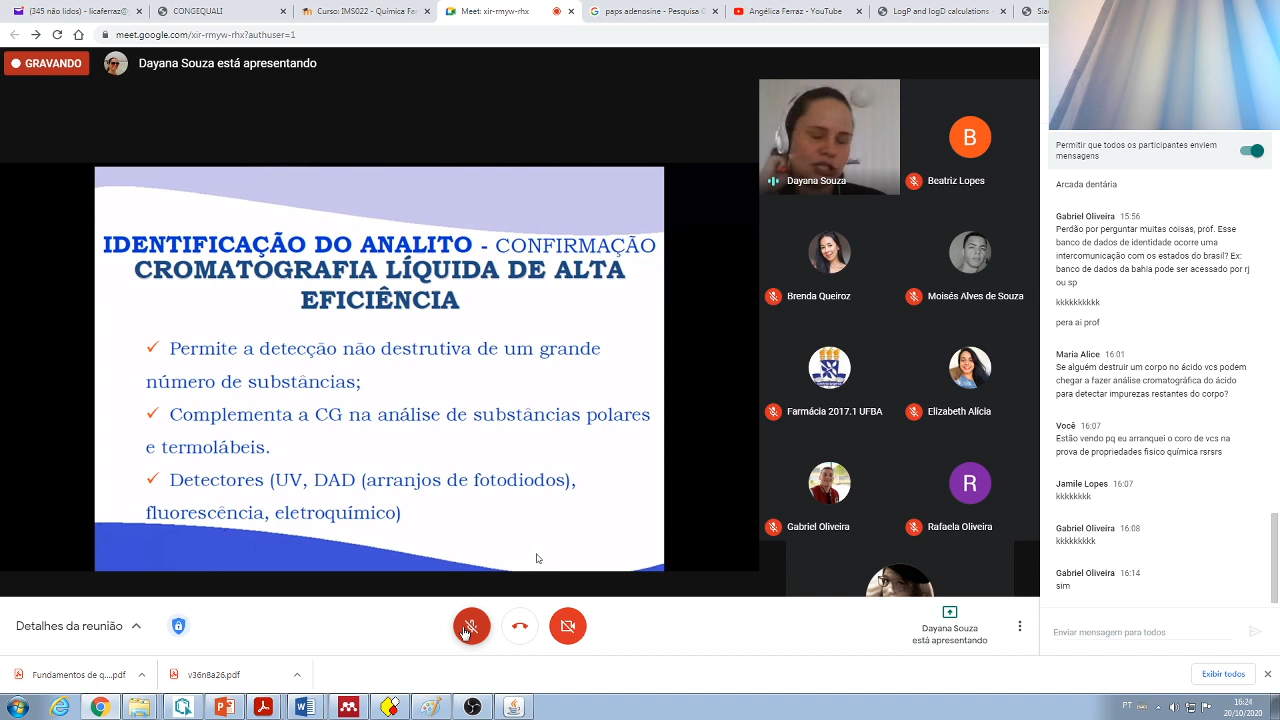 (345 não lidos) - licaferraz@
CONGEQUALI
Curso: IMS022 - Química Far
Meet: xir-rmyw-rhx
paps adenosine - Pesquisa G
Angélica Ferraz - YouTube
LogP and logD calculations -
meet.google.com/xir-rmyw-rhx?authuser=1
GRAVANDO
Dayana Souza está apresentando
IDENTIFICAÇÃO DO ANALITO - CONFIRMAÇÃO
CROMATOGRAFIA LÍQUIDA DE ALTA
EFICIÊNCIA
✓ Permite a detecção não destrutiva de um grande
número de substâncias;
✓ Complementa a CG na análise de substâncias polares
e termolábeis.
✓ Detectores (UV, DAD (arranjos de fotodiodos),
fluorescência, eletroquímico)
Dayana Souza
B
Beatriz Lopes
Brenda Queiroz
Moisés Alves de Souza
Farmácia 2017.1 UFBA
Elizabeth Alícia
R
Gabriel Oliveira
Rafaela Oliveira
Permitir que todos os participantes enviem
mensagens
Arcada dentária
Gabriel Oliveira 15:56
Perdão por perguntar muitas coisas, prof. Esse
banco de dados de identidade ocorre uma
intercomunicação com os estados do brasil? Ex:
banco de dados da bahia pode ser acessado por rj
ou sp
kkkkkkkkkk
pera ai prof
Maria Alice 16:01
Se alguém destruir um corpo no ácido vcs podem
chegar a fazer análise cromatográfica do ácido
para detectar impurezas restantes do corpo?
Você 16:07
Estão vendo pq eu arranquei o coro de vcs na
prova de propriedades fisico química rsrsrs
Jamile Lopes 16:07
kkkkkkkk
Gabriel Oliveira 16:08
kkkkkkkkk
Gabriel Oliveira 16:14
sim
Enviar mensagem para todos
Detalhes da reunião
Dayana Souza
está apresentando
Fundamentos de q....pdf
v36n8a26.pdf
Exibir todos
PT
16:24
20/10/2020